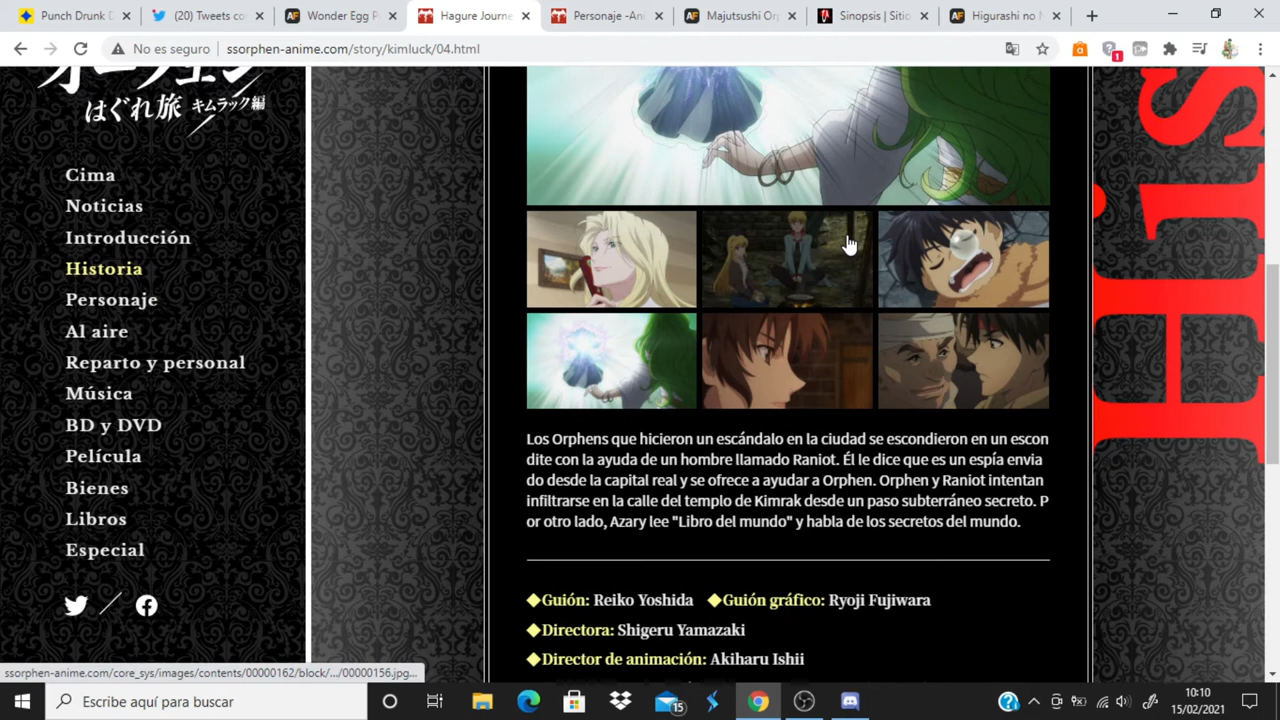 Punch Drunk D
(20) Tweets co
Wonder Egg P
Hagure Journe
Personaje -Ani
Majutsushi Orp
Sinopsis | Sitio
Higurashi no N
No es seguro
ssorphen-anime.com/story/kimluck/04.html
1
はぐれ旅 キムラック編
Cima
Noticias
Introducción
Historia
Personaje
Al aire
Reparto y personal
Música
BD y DVD
Película
Bienes
Libros
Especial
Los Orphens que hicieron un escándalo en la ciudad se escondieron en un escon
dite con la ayuda de un hombre llamado Raniot. Él le dice que es un espía envia
do desde la capital real y se ofrece a ayudar a Orphen. Orphen y Raniot intentan
infiltrarse en la calle del templo de Kimrak desde un paso subterráneo secreto. P
or otro lado, Azary lee "Libro del mundo" y habla de los secretos del mundo.
◆Guión: Reiko Yoshida ◆Guión gráfico: Ryoji Fujiwara
◆Directora: Shigeru Yamazaki
◆Director de animación: Akiharu Ishii
His
ssorphen-anime.com/core_sys/images/contents/00000162/block/.../00000156.jpg...
Escribe aquí para buscar
15
10:10
15/02/2021